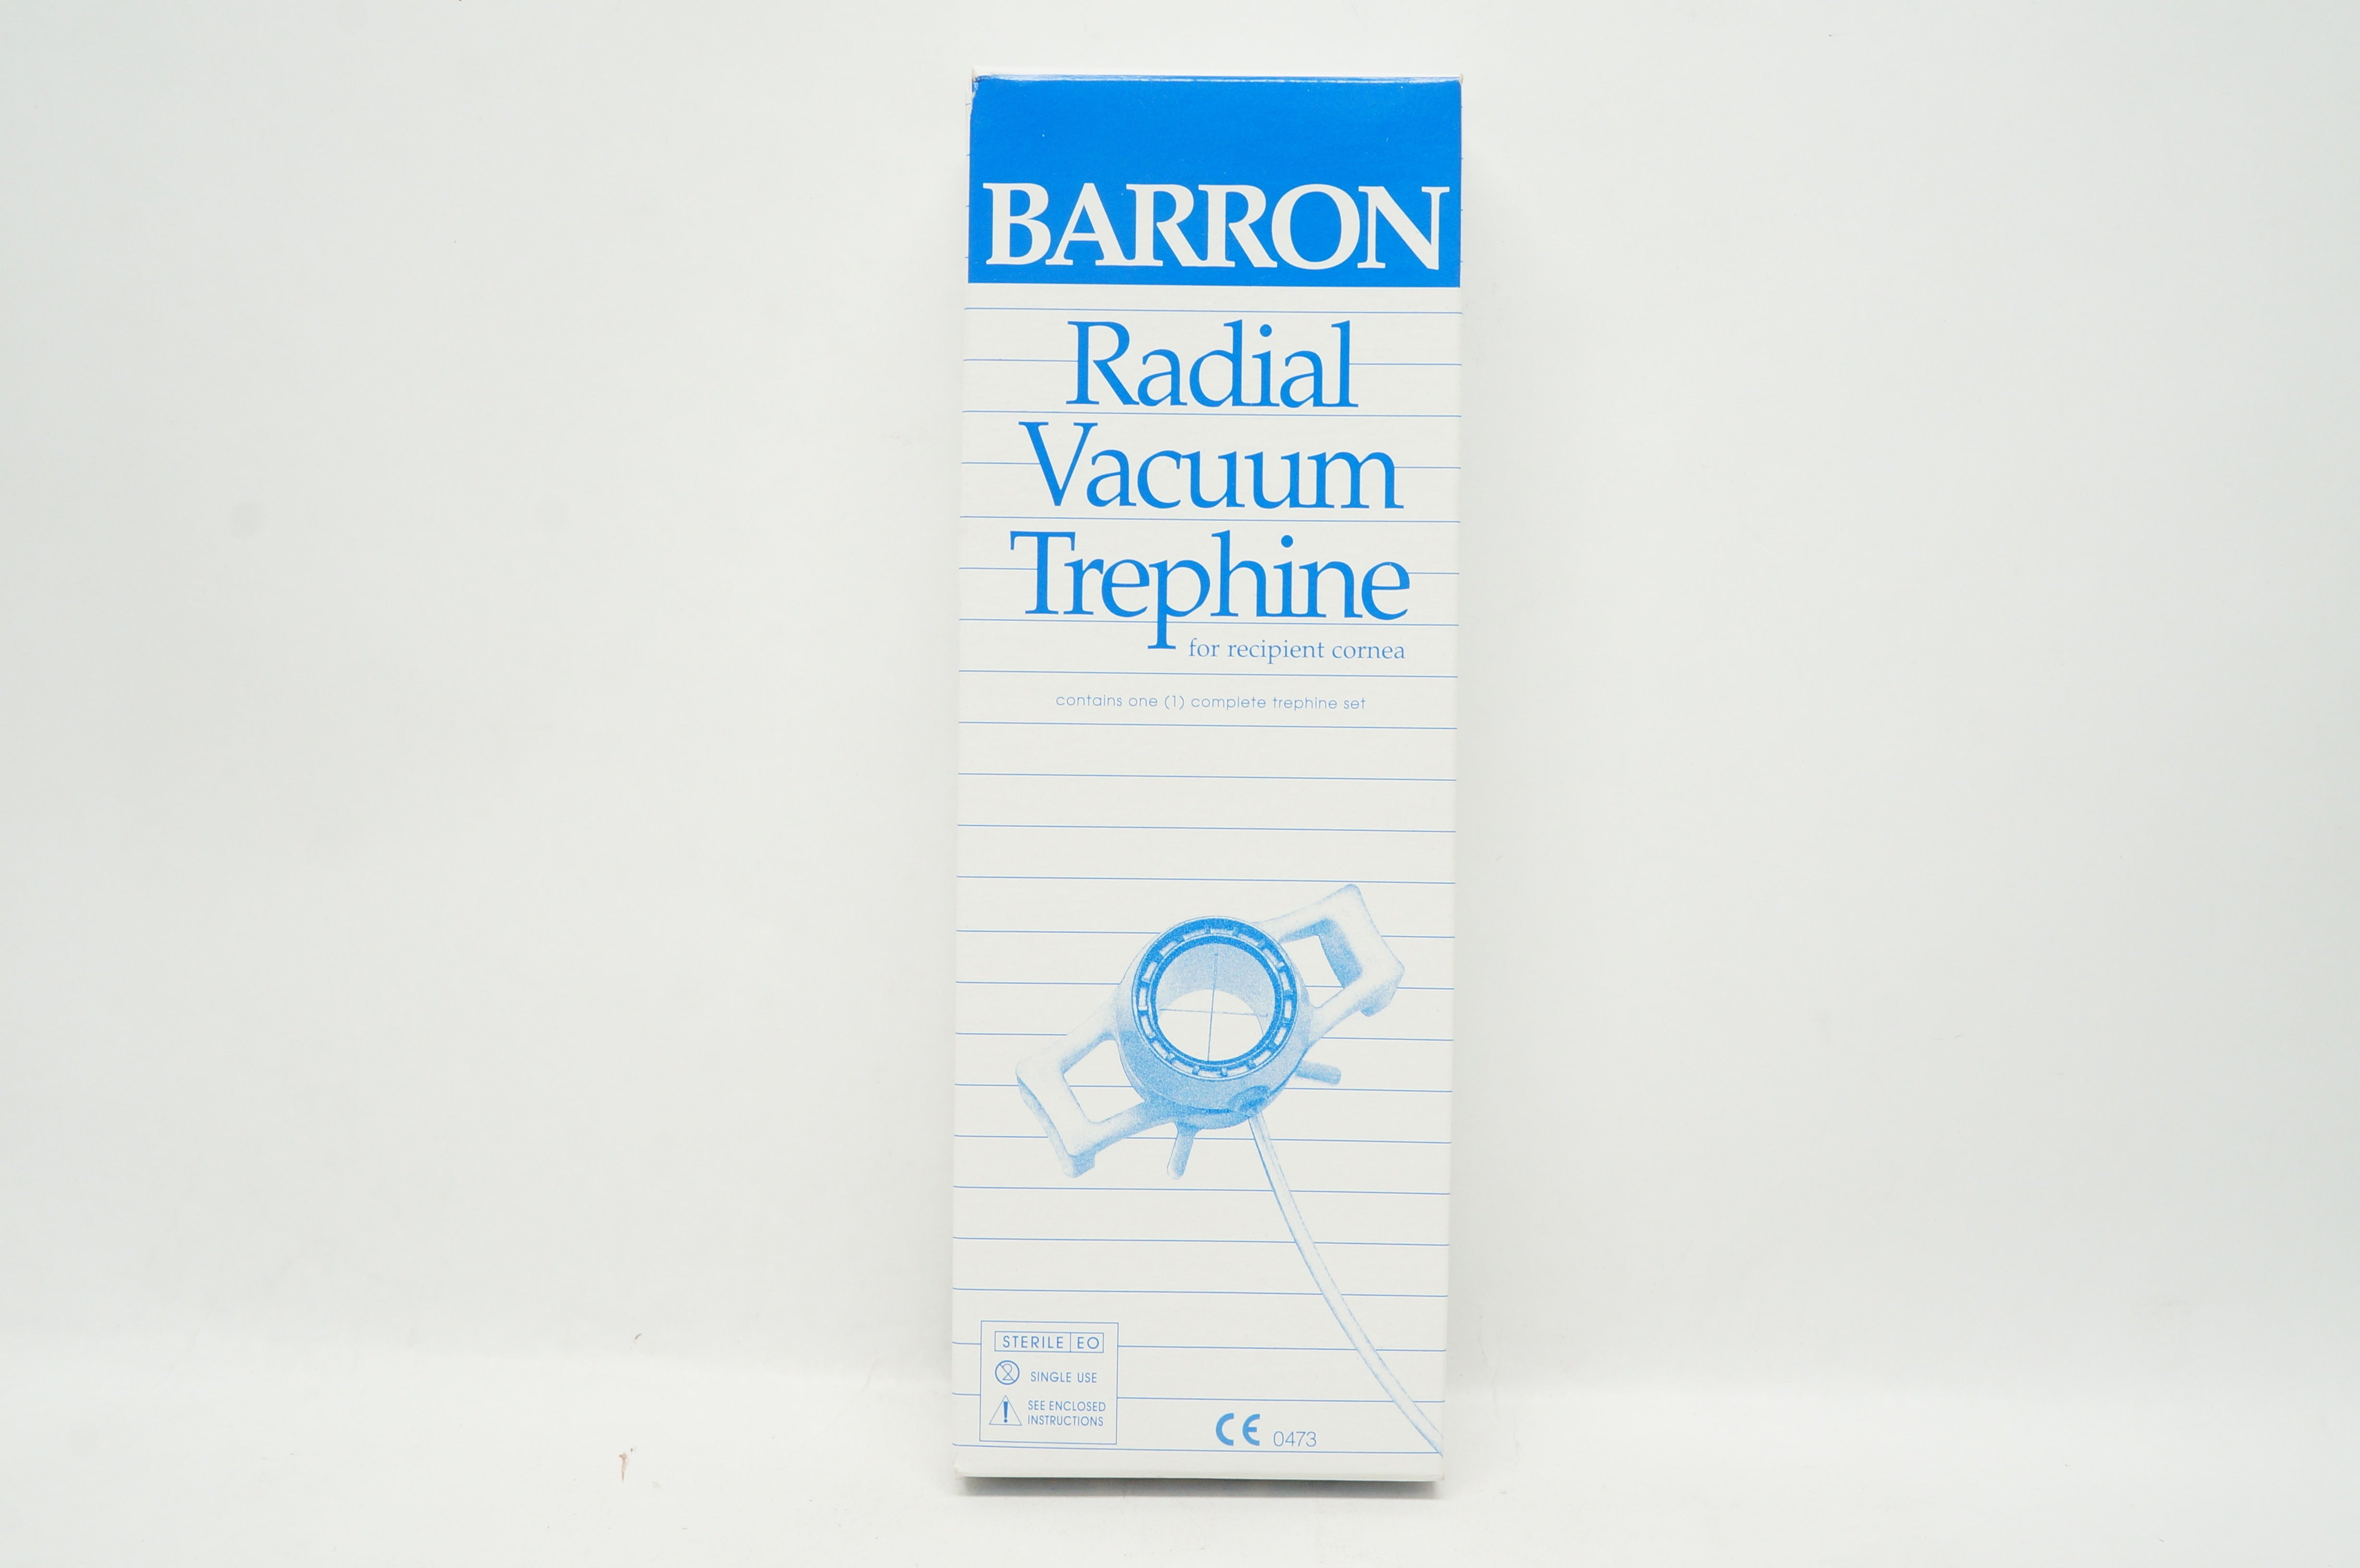 BARRON
Radial
Vacuum
Trephine
for recipient cornea
contains one (1) complete trephine set
STERILE EO
SINGLE USE
SEE ENCLOSED
INSTRUCTIONS
CE 0473